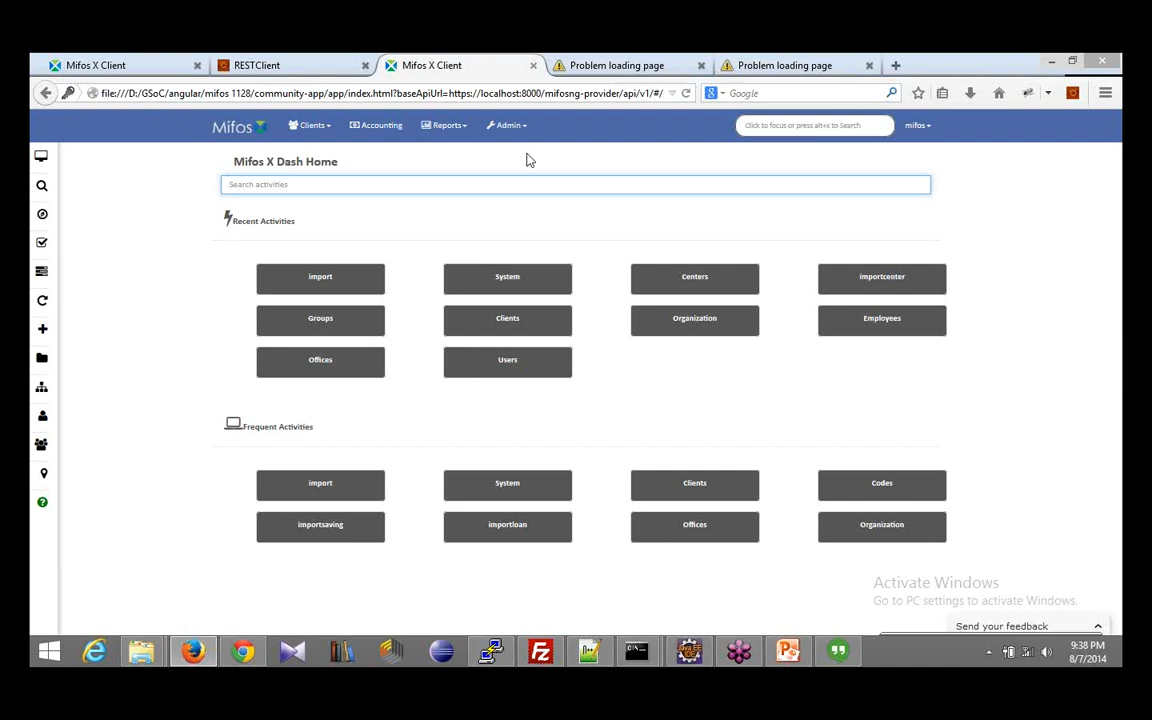 Mifos X Client
RESTClient
Mifos X Client
Problem loading page
Problem loading page
file:///D:/GSoC/angular/mifos 1128/community-app/app/index.html?baseApiUrl=https://localhost:8000/mifosng-provider/api/v1/#/
Google
Mifos
Clients
Accounting
Reports
Admin
Click to focus or press alt+x to Search
mifos
Mifos X Dash Home
Search activities
Recent Activities
import
System
Centers
importcenter
Groups
Clients
Organization
Employees
Offices
Users
Frequent Activities
import
System
Clients
Codes
importsaving
importloan
Offices
Organization
Activate Windows
Go to PC settings to activate Windows.
Send your feedback
9:38 PM
8/7/2014